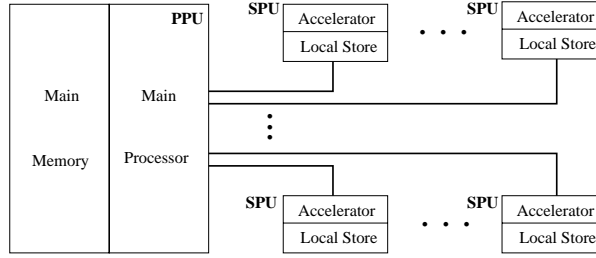 PPU
SPU
Accelerator
Local Store
SPU
Accelerator
Local Store
Main
Memory
Main
Processor
SPU
Accelerator
Local Store
SPU
Accelerator
Local Store